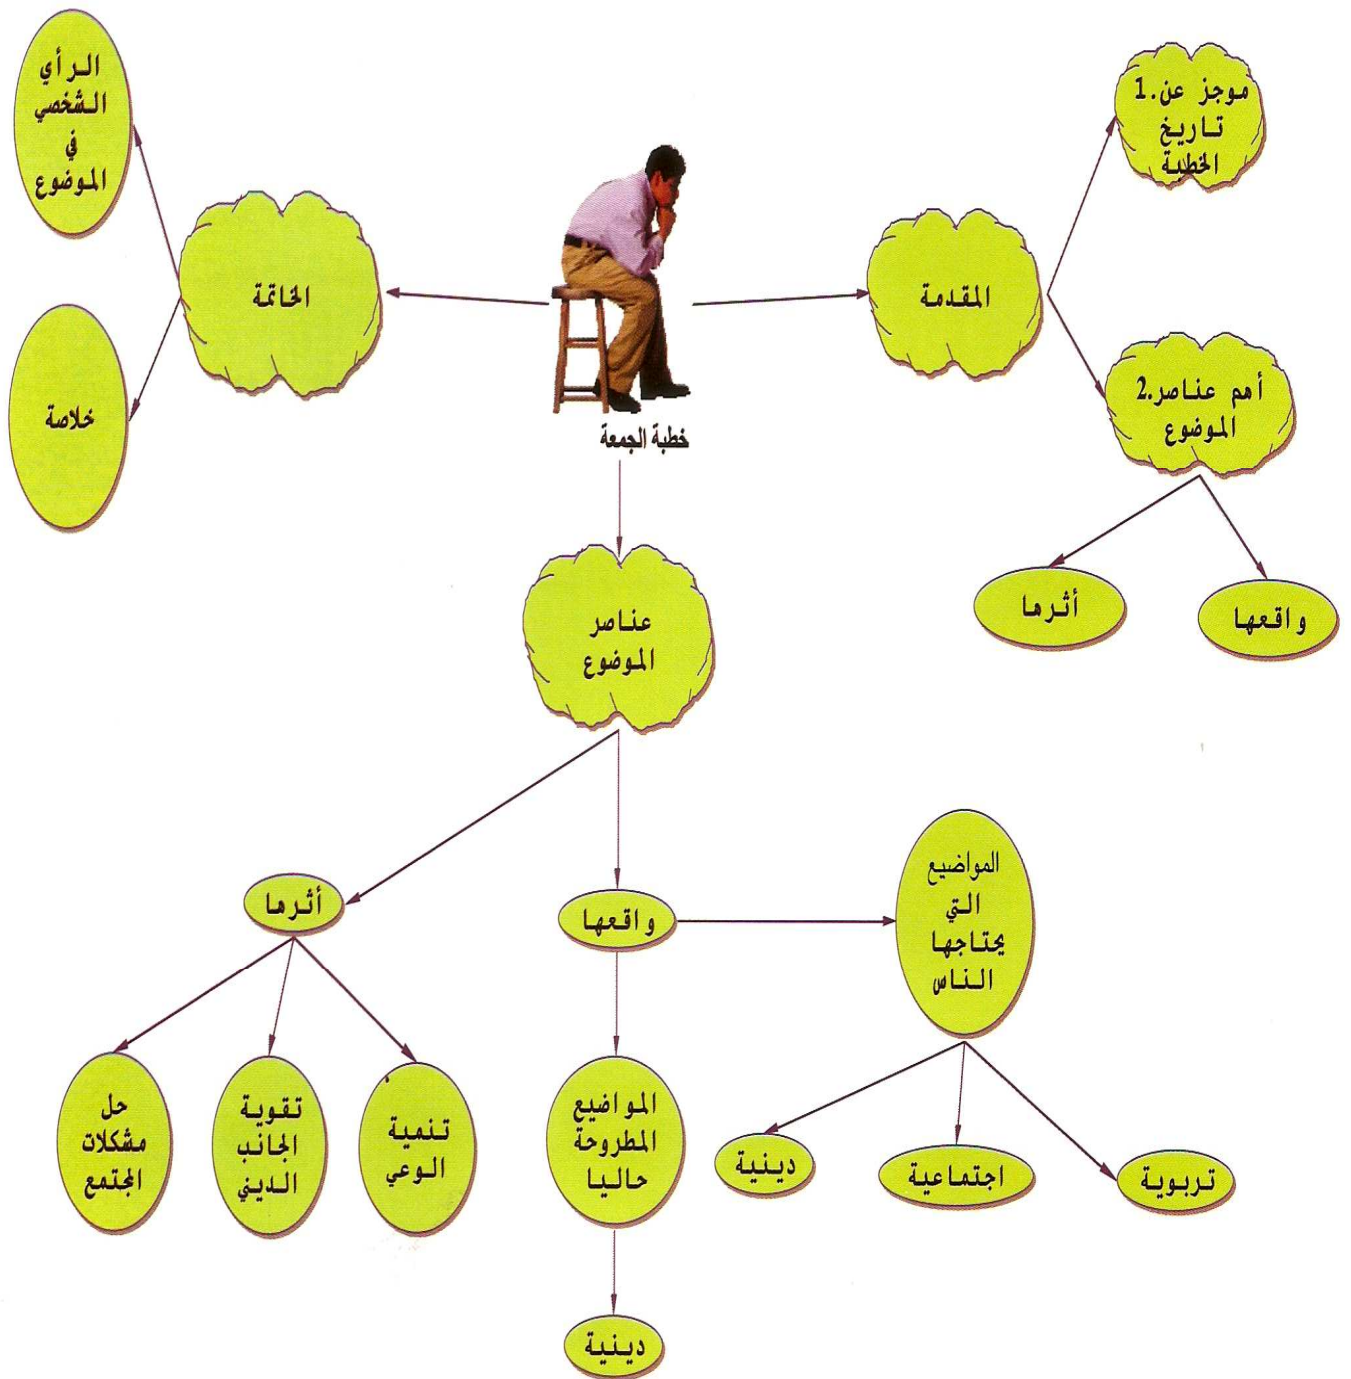 موجز عن.1
تاريخ
الخطبة
المقدمة
أهم عناصر.2
الموضوع
واقعها
أثرها
الرأي
الشخصي
في
الموضوع
الخاتمة
خلاصة
خطبة الجمعة
عناصر
الموضوع
المواضيع
التي
يحتاجها
الناس
واقعها
أثرها
تربوية
اجتماعية
دينية
المواضيع
المطروحة
حاليا
دينية
تنمية
الوعي
تقوية
الجانب
الديني
حل
مشكلات
المجتمع